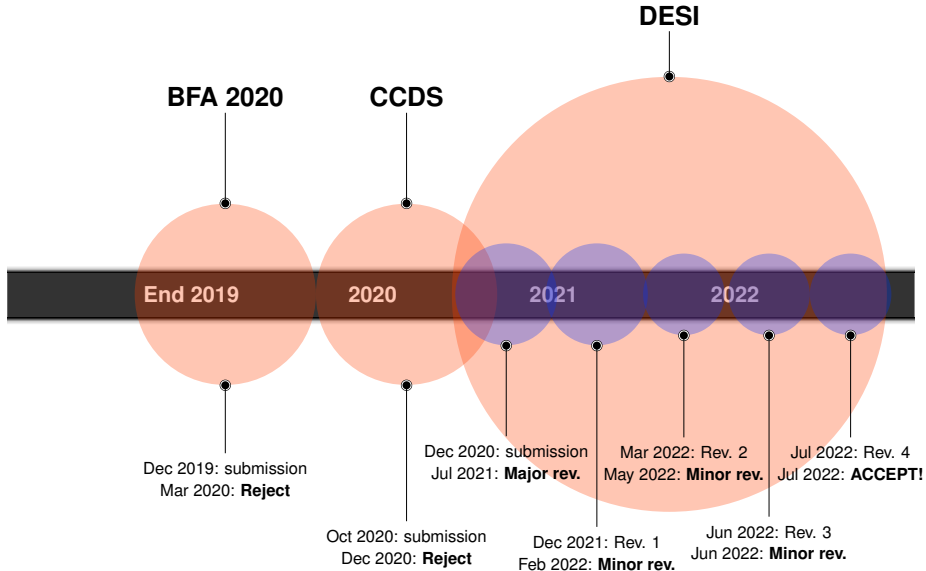 DESI
BFA 2020
CCDS
End 2019
2020
2021
2022
Dec 2019: submission
Mar 2020: Reject
Oct 2020: submission
Dec 2020: Reject
Dec 2020: submission
Jul 2021: Major rev.
Dec 2021: Rev. 1
Feb 2022: Minor rev.
Mar 2022: Rev. 2
May 2022: Minor rev.
Jun 2022: Rev. 3
Jun 2022: Minor rev.
Jul 2022: Rev. 4
Jul 2022: ACCEPT!